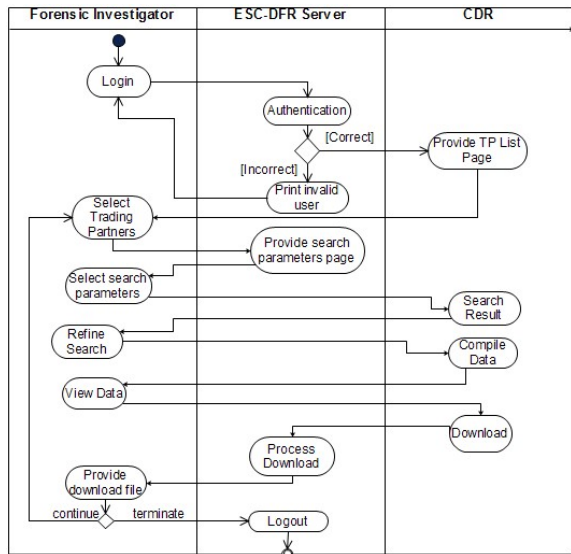 Forensic Investigator
ESC-DFR Server
CDR
Login
Authentication
[Correct]
Provide TP List
Page
[Incorrect]
Print invalid
user
Select
Trading
Partners
Provide search
parameters page
Select search
parameters
Search
Result
Refine
Search
Compile
Data
View Data
Download
Process
Download
Provide
download file
continue
terminate
Logout